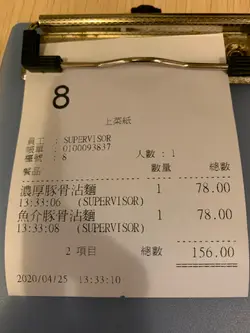 8
上菜紙
員工 : SUPERVISOR
帳單 : 0100093837
檯號 : 8 人數 : 1
餐品 數量 總數
濃厚豚骨沾麵 1 78.00
13:33:06 (SUPERVISOR)
魚介豚骨沾麵 1 78.00
13:33:08 (SUPERVISOR)
2 項目 總數 156.00
2020/04/25 13:33:10